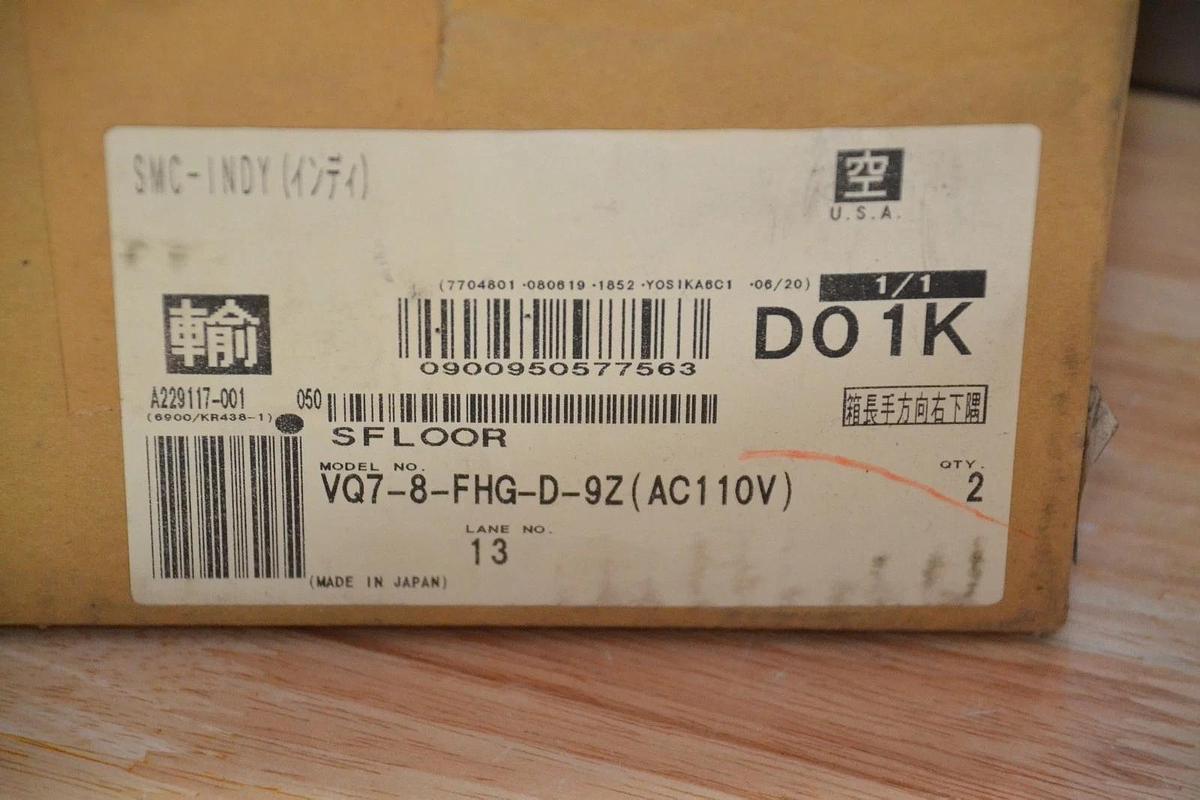 SMC-INDY(インディ)
空
U.S.A.
(7704801 ·080619 ·1852 ·YOSIKA6C1 ·06/20)
1/1
輸
0900950577563
D01K
A229117-001
050
(6900/KR438-1)
箱長手方向右下隅
SFLOOR
MODEL NO.
QTY.
VQ7-8-FHG-D-9Z(AC110V)
2
LANE NO.
13
(MADE IN JAPAN)